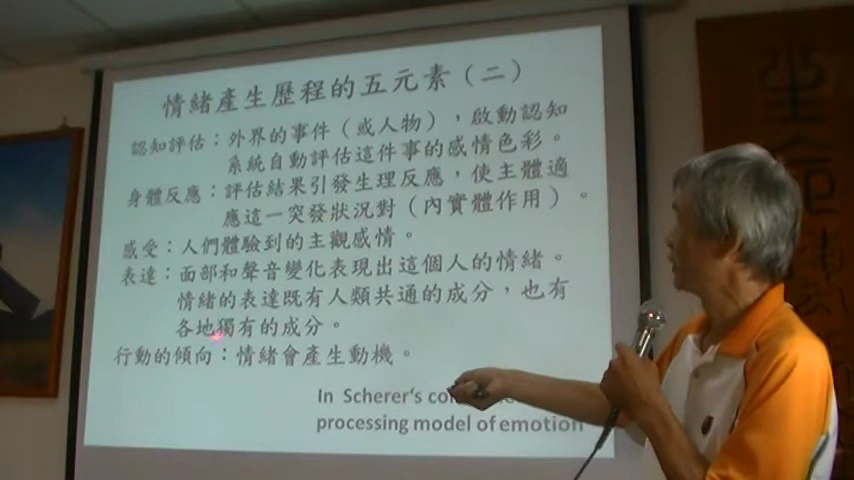 情緒產生歷程的五元素（二）
認知評估：外界的事件（或人物），啟動認知
系統自動評估這件事的感情色彩。
身體反應：評估結果引發生理反應，使主體適
應這一突發狀況對（內實體作用）。
感受：人們體驗到的主觀感情。
表達：面部和聲音變化表現出這個人的情緒。
情緒的表達既有人類共通的成分，也有
各地獨有的成分。
行動的傾向：情緒會產生動機。
In Scherer‘s
processing model of emotion
坐
命